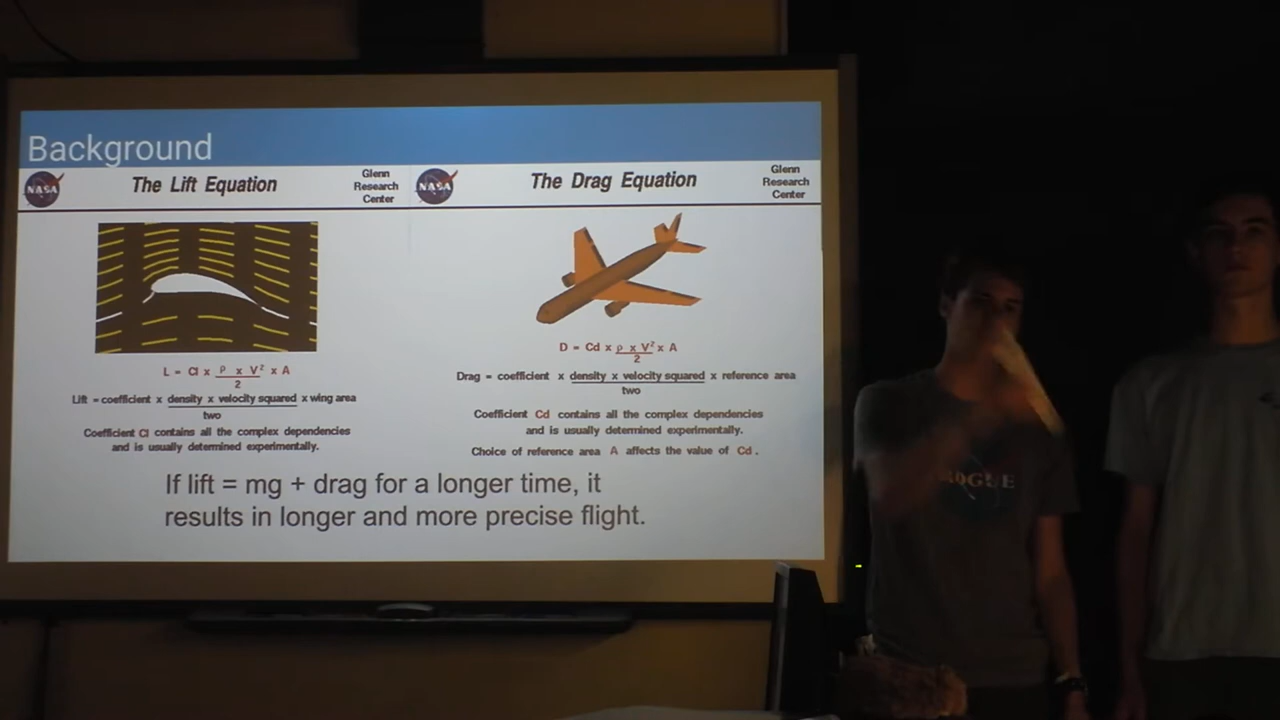 Background
NASA
The Lift Equation
Glenn
Research
Center
L = Cl x ρ x V² x A
2
Lift = coefficient x density x velocity squared x wing area
two
Coefficient Cl contains all the complex dependencies
and is usually determined experimentally.
NASA
The Drag Equation
Glenn
Research
Center
D = Cd x ρ x V² x A
2
Drag = coefficient x density x velocity squared x reference area
two
Coefficient Cd contains all the complex dependencies
and is usually determined experimentally.
Choice of reference area A affects the value of Cd.
If lift = mg + drag for a longer time, it
results in longer and more precise flight.